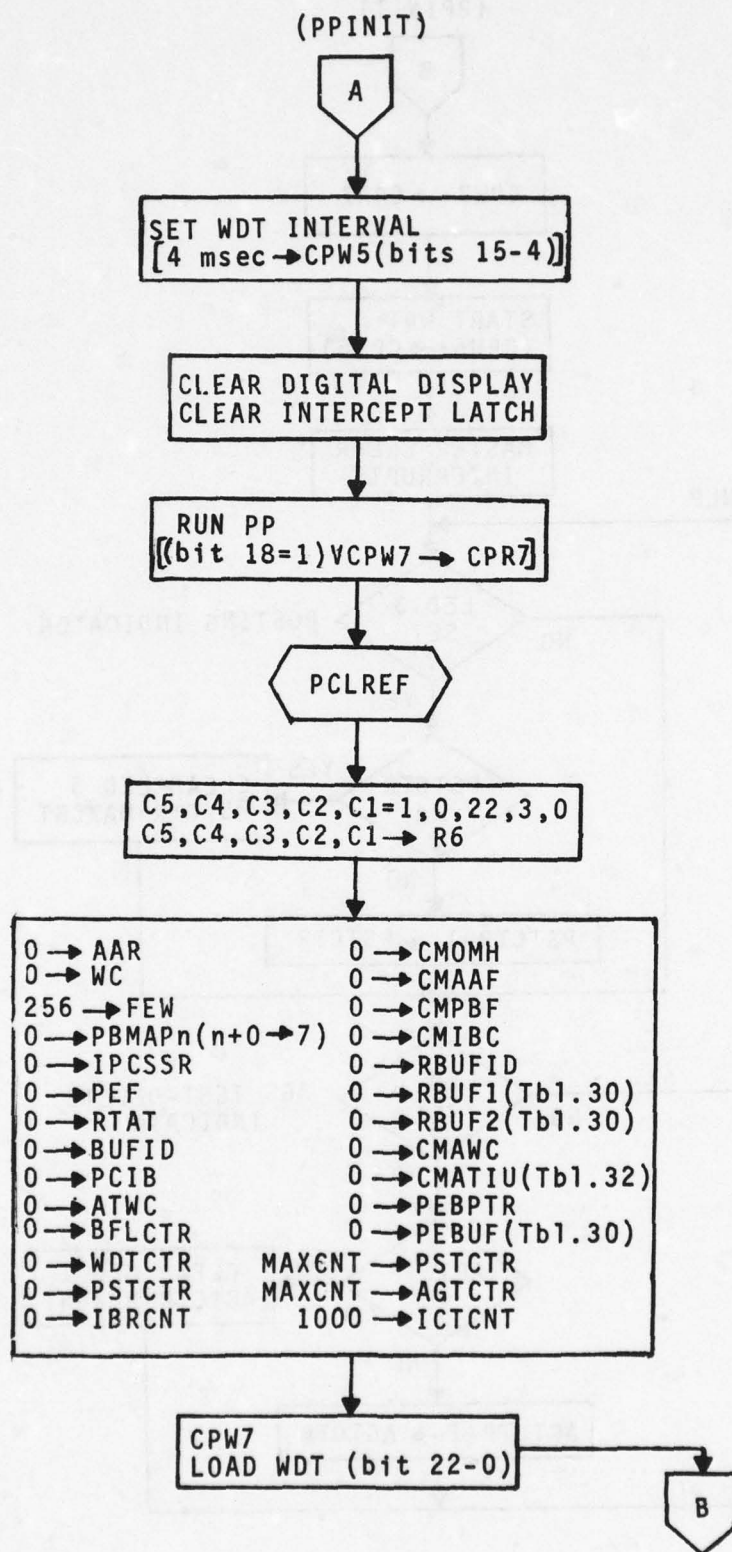 (PPINIT)
A
SET WDT INTERVAL
[4 msec→CPW5(bits 15-4)]
CLEAR DIGITAL DISPLAY
CLEAR INTERCEPT LATCH
RUN PP
[(bit 18=1)VCPW7 → CPR7]
PCLREF
C5,C4,C3,C2,C1=1,0,22,3,0
C5,C4,C3,C2,C1→ R6
0→AAR
0→WC
256→FEW
0→PBMAPn(n+0→7)
0→IPCSSR
0→PEF
0→RTAT
0→BUFID
0→PCIB
0→ATWC
0→BFLCTR
0→WDTCTR
0→PSTCTR
0→IBRCNT
0→CMOMH
0→CMAAF
0→CMPBF
0→CMIBC
0→RBUFID
0→RBUF1(Tbl.30)
0→RBUF2(Tbl.30)
0→CMAWC
0→CMATIU(Tbl.32)
0→PEBPTR
0→PEBUF(Tbl.30)
MAXCNT→PSTCTR
MAXCNT→AGTCTR
1000→ICTCNT
CPW7
LOAD WDT (bit 22-0)
B